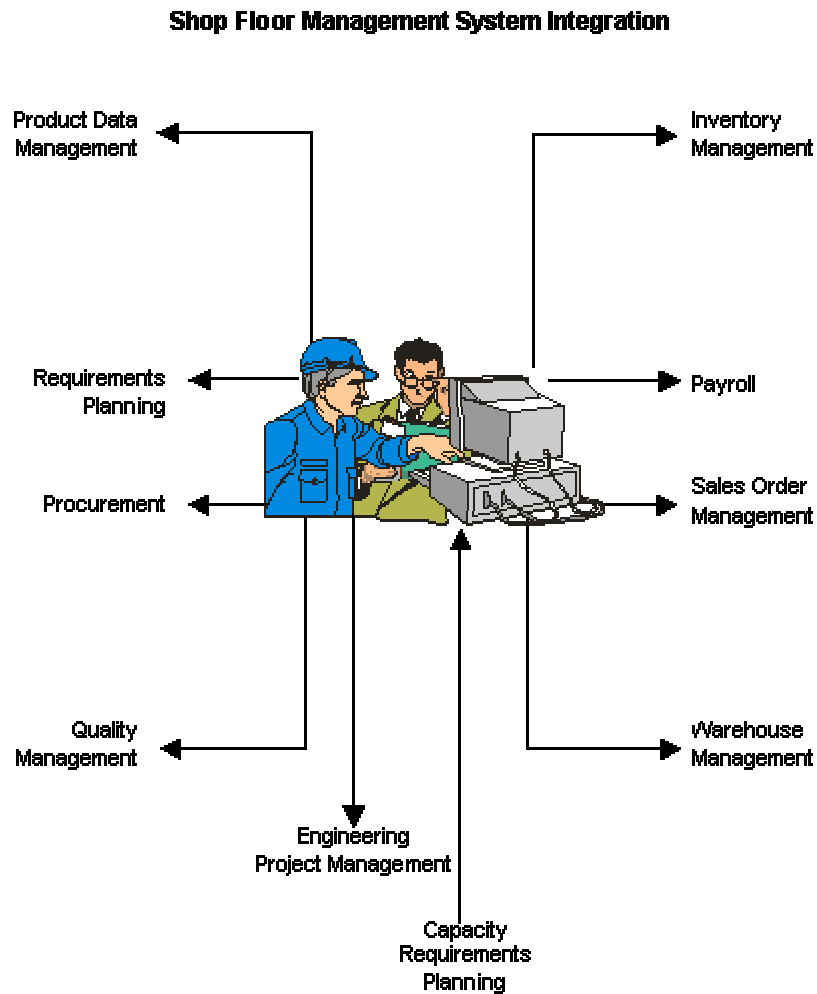 Shop Floor Management System Integration
Product Data
Management
Inventory
Management
Requirements
Planning
Payroll
Procurement
Sales Order
Management
Quality
Management
Warehouse
Management
Engineering
Project Management
Capacity
Requirements
Planning